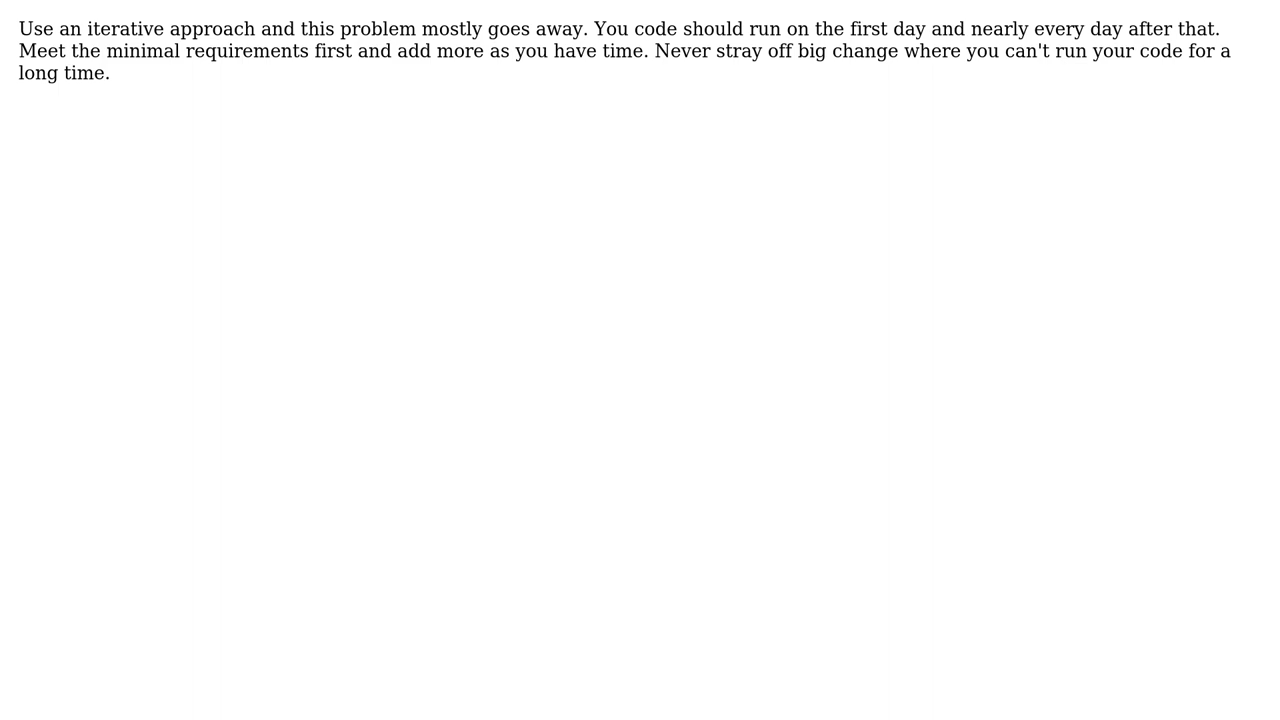 Use an iterative approach and this problem mostly goes away. You code should run on the first day and nearly every day after that.
Meet the minimal requirements first and add more as you have time. Never stray off big change where you can't run your code for a
long time.